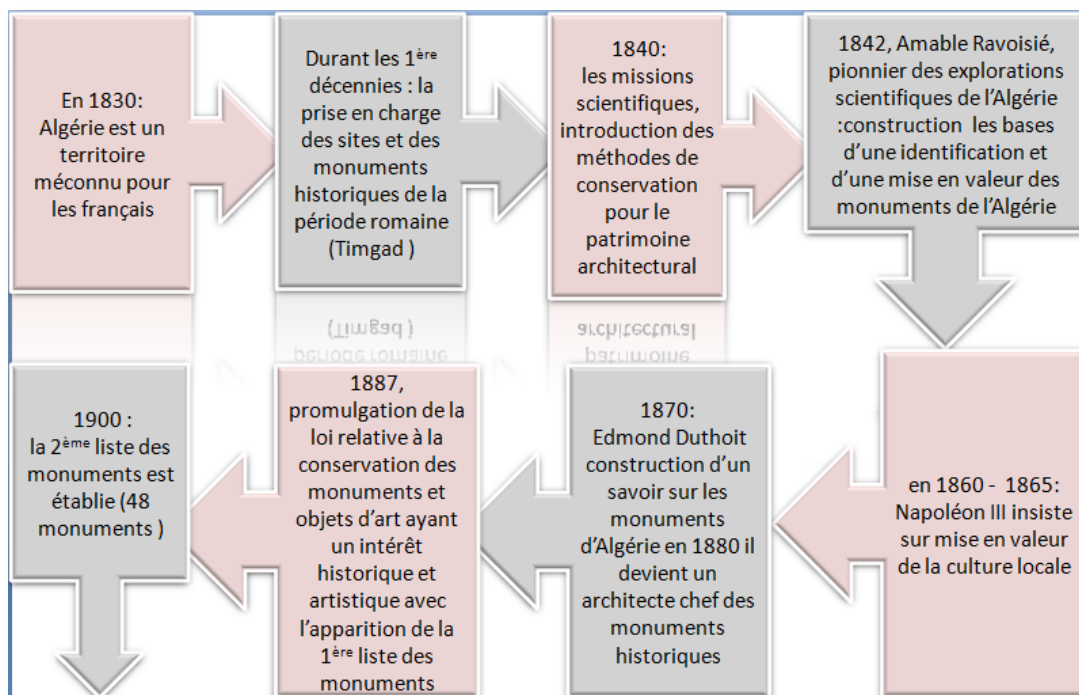 En 1830:
Algérie est un
territoire
méconnu pour
les français
Durant les 1ère
décennies : la
prise en charge
des sites et des
monuments
historiques de la
période romaine
(Timgad )
1840:
les missions
scientifiques,
introduction des
méthodes de
conservation
pour le
patrimoine
architectural
1842, Amable Ravoisié,
pionnier des explorations
scientifiques de l’Algérie
:construction les bases
d’une identification et
d’une mise en valeur des
monuments de l’Algérie
en 1860 - 1865:
Napoléon III insiste
sur mise en valeur
de la culture locale
1870:
Edmond Duthoit
construction d’un
savoir sur les
monuments
d’Algérie en 1880 il
devient un
architecte chef des
monuments
historiques
1887,
promulgation de la
loi relative à la
conservation des
monuments et
objets d’art ayant
un intérêt
historique et
artistique avec
l’apparition de la
1ère liste des
monuments
1900 :
la 2ème liste des
monuments est
établie (48
monuments )